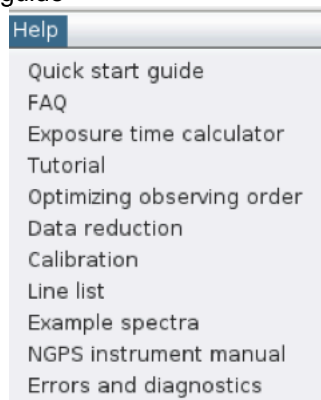 guide
Help
Quick start guide
FAQ
Exposure time calculator
Tutorial
Optimizing observing order
Data reduction
Calibration
Line list
Example spectra
NGPS instrument manual
Errors and diagnostics